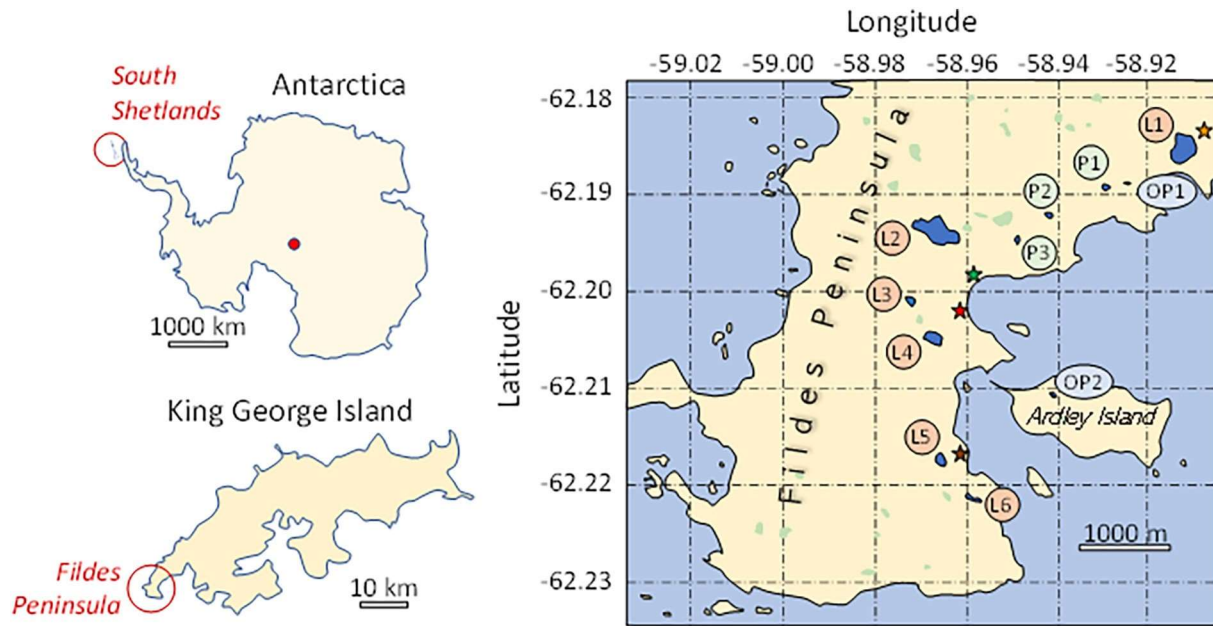 South
Shetlands
Antarctica
1000 km
King George Island
Fildes
Peninsula
10 km
Longitude
-59.02 -59.00 -58.98 -58.96 -58.94 -58.92
Latitude
-62.18
-62.19
-62.20
-62.21
-62.22
-62.23
Fildes Peninsula
L1
P1
P2
OP1
L2
P3
L3
L4
OP2
Ardley Island
L5
L6
1000 m